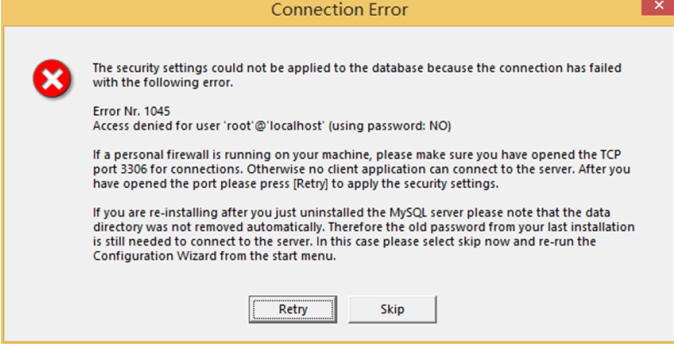 Connection Error
The security settings could not be applied to the database because the connection has failed
with the following error.
Error Nr. 1045
Access denied for user 'root'@'localhost' (using password: NO)
If a personal firewall is running on your machine, please make sure you have opened the TCP
port 3306 for connections. Otherwise no client application can connect to the server. After you
have opened the port please press [Retry] to apply the security settings.
If you are re-installing after you just uninstalled the MySQL server please note that the data
directory was not removed automatically. Therefore the old password from your last installation
is still needed to connect to the server. In this case please select skip now and re-run the
Configuration Wizard from the start menu.
Retry
Skip